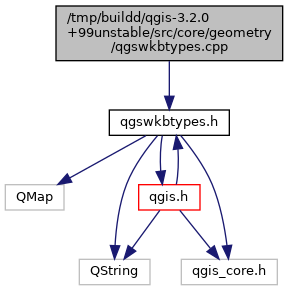 /tmp/buildd/qgis-3.2.0
+99unstable/src/core/geometry
/qgswkbtypes.cpp
qgswkbtypes.h
QMap
qgis.h
QString
qgis_core.h